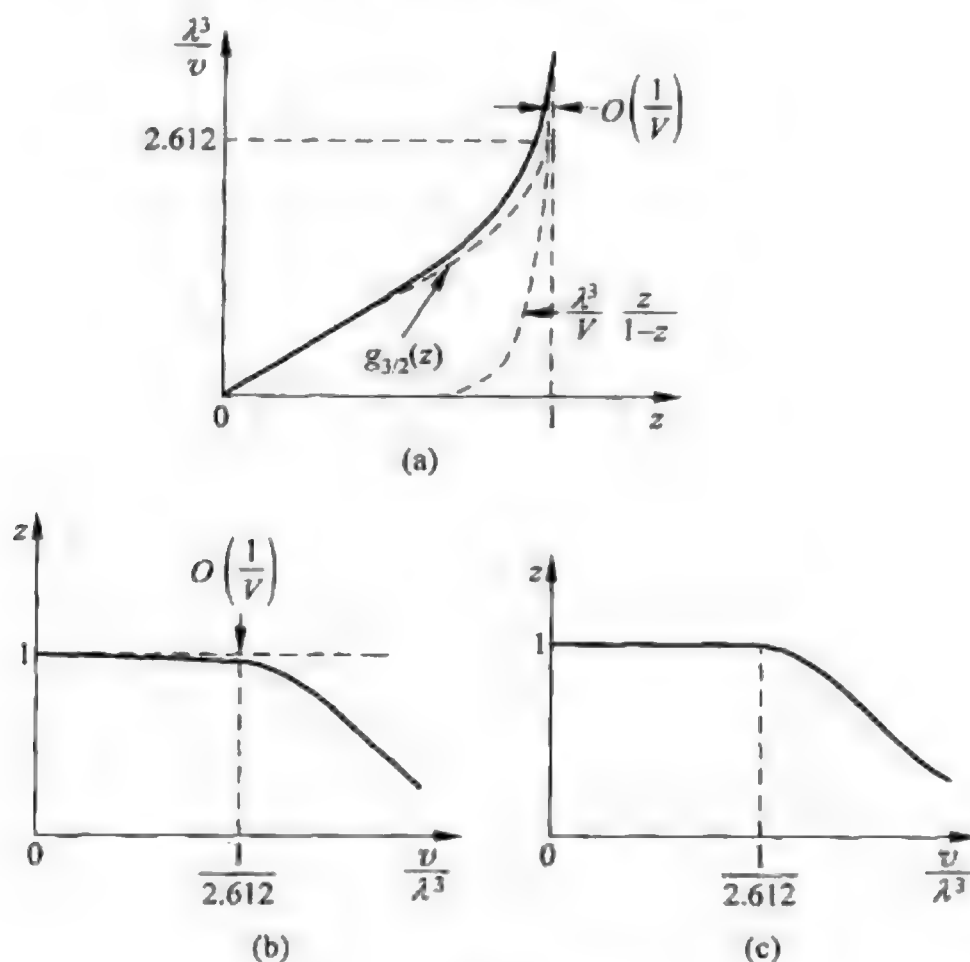 λ³/v
O(1/V)
2.612
g₃/₂(z)
λ³/V z/1–z
0 1 z
(a)
z
O(1/V)
1
0 1/2.612 v/λ³
(b)
z
1
0 1/2.612 v/λ³
(c)